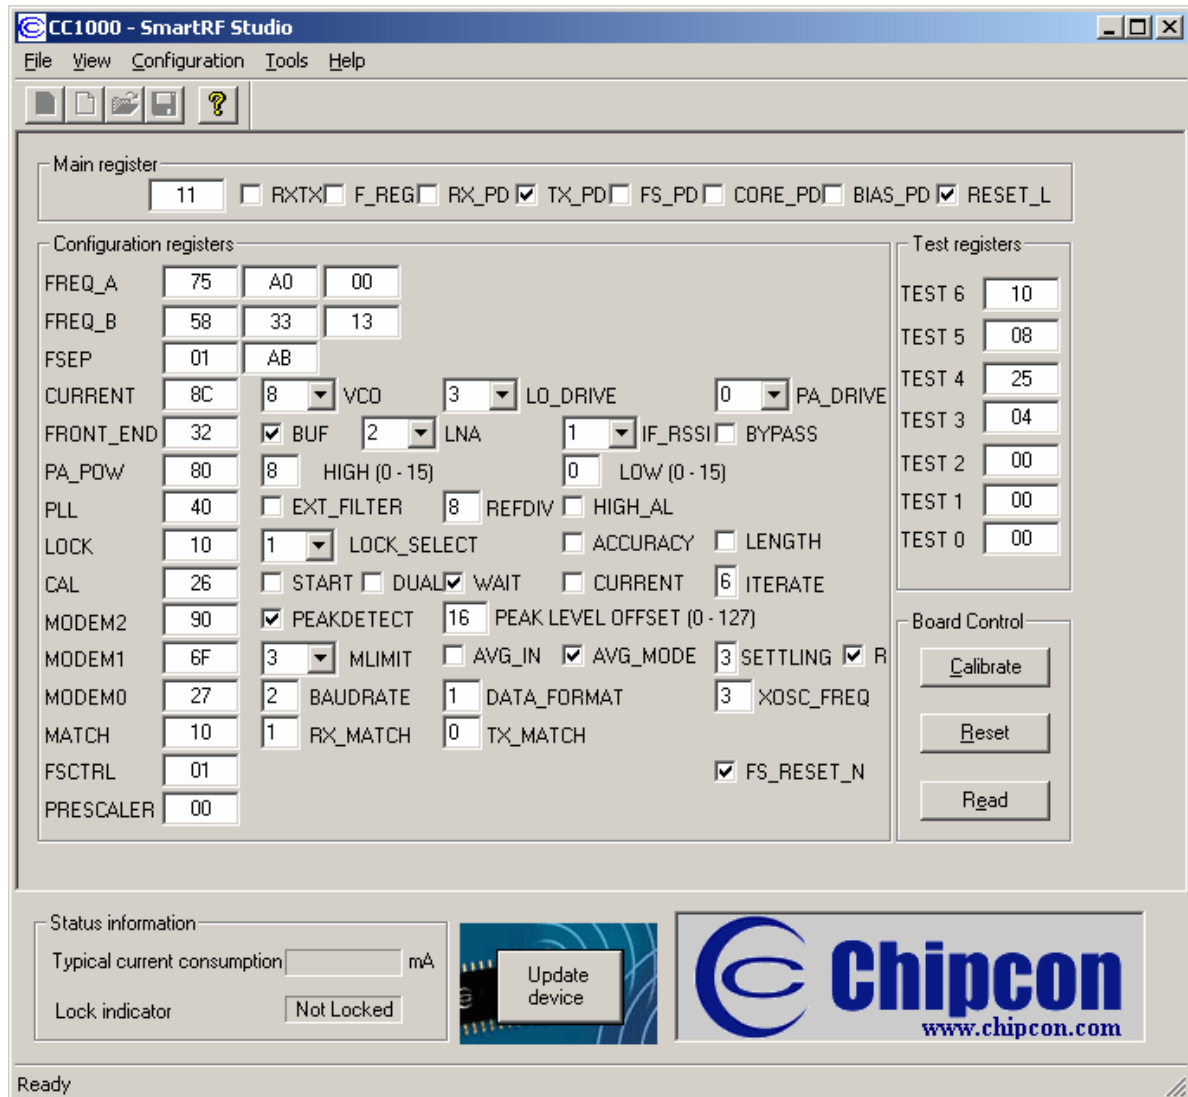 CC1000 - SmartRF Studio
File View Configuration Tools Help
Main register
11 RXTX F_REG RX_PD TX_PD FS_PD CORE_PD BIAS_PD RESET_L
Configuration registers
FREQ_A 75 A0 00
FREQ_B 58 33 13
FSEP 01 AB
CURRENT 8C 8 VCO 3 LO_DRIVE 0 PA_DRIVE
FRONT_END 32 BUF 2 LNA 1 IF_RSSI BYPASS
PA_POW 80 8 HIGH (0 - 15) 0 LOW (0 - 15)
PLL 40 EXT_FILTER 8 REFDIV HIGH_AL
LOCK 10 1 LOCK_SELECT ACCURACY LENGTH
CAL 26 START DUAL WAIT CURRENT 6 ITERATE
MODEM2 90 PEAKDETECT 16 PEAK LEVEL OFFSET (0 - 127)
MODEM1 6F 3 MLIMIT AVG_IN AVG_MODE 3 SETTLING R
MODEM0 27 2 BAUDRATE 1 DATA_FORMAT 3 XOSC_FREQ
MATCH 10 1 RX_MATCH 0 TX_MATCH
FSCTRL 01 FS_RESET_N
PRESCALER 00
Test registers
TEST 6 10
TEST 5 08
TEST 4 25
TEST 3 04
TEST 2 00
TEST 1 00
TEST 0 00
Board Control
Calibrate
Reset
Read
Status information
Typical current consumption mA
Lock indicator Not Locked
Update
device
Chipcon
www.chipcon.com
Ready